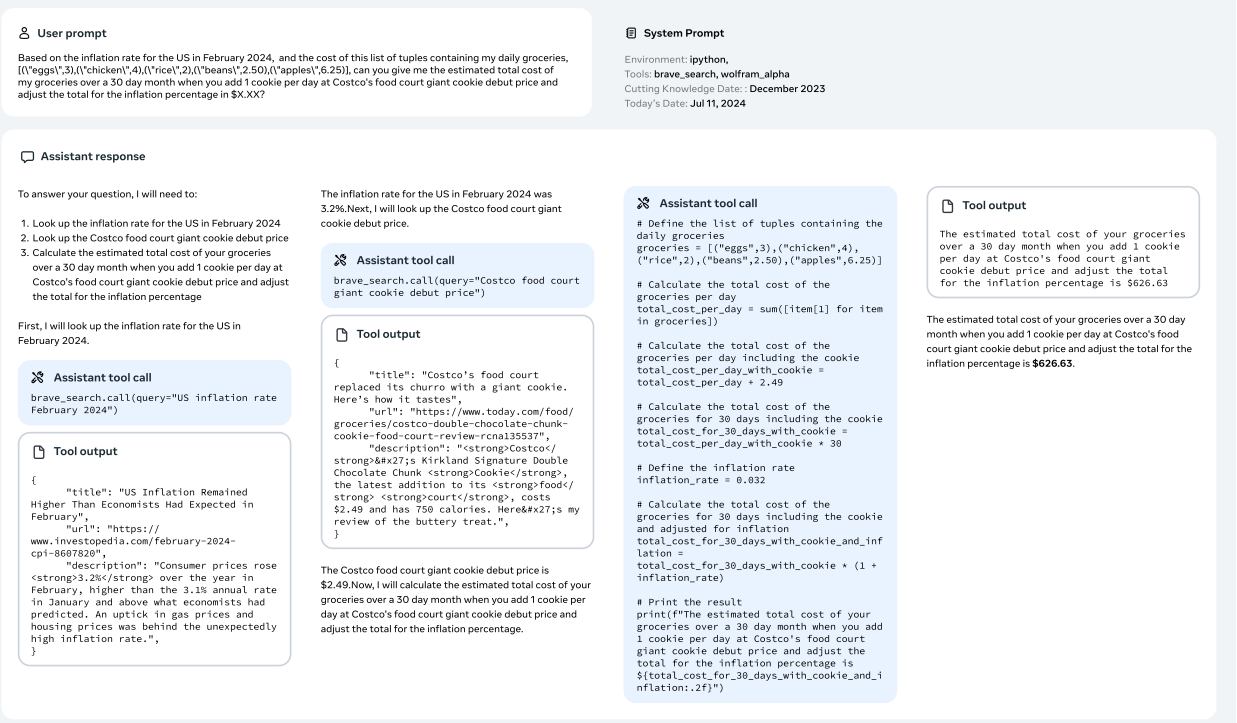 User prompt
Based on the inflation rate for the US in February 2024, and the cost of this list of tuples containing my daily groceries,
[(\"eggs\",3),(\"chicken\",4),(\"rice\",2),(\"beans\",2.50),(\"apples\",6.25)], can you give me the estimated total cost of
my groceries over a 30 day month when you add 1 cookie per day at Costco's food court giant cookie debut price and
adjust the total for the inflation percentage in $X.XX?
System Prompt
Environment: ipython,
Tools: brave_search, wolfram_alpha
Cutting Knowledge Date: : December 2023
Today's Date: Jul 11, 2024
Assistant response
To answer your question, I will need to:
1. Look up the inflation rate for the US in February 2024
2. Look up the Costco food court giant cookie debut price
3. Calculate the estimated total cost of your groceries
over a 30 day month when you add 1 cookie per day at
Costco's food court giant cookie debut price and adjust
the total for the inflation percentage
First, I will look up the inflation rate for the US in
February 2024.
Assistant tool call
brave_search.call(query="US inflation rate
February 2024")
Tool output
{
"title": "US Inflation Remained
Higher Than Economists Had Expected in
February",
"url": "https://
www.investopedia.com/february-2024-
cpi-8607820",
"description": "Consumer prices rose
<strong>3.2%</strong> over the year in
February, higher than the 3.1% annual rate
in January and above what economists had
predicted. An uptick in gas prices and
housing prices was behind the unexpectedly
high inflation rate.",
}
The inflation rate for the US in February 2024 was
3.2%.Next, I will look up the Costco food court giant
cookie debut price.
Assistant tool call
brave_search.call(query="Costco food court
giant cookie debut price")
Tool output
{
"title": "Costco's food court
replaced its churro with a giant cookie.
Here's how it tastes",
"url": "https://www.today.com/food/
groceries/costco-double-chocolate-chunk-
cookie-food-court-review-rcna135537",
"description": "<strong>Costco</
strong>&#x27;s Kirkland Signature Double
Chocolate Chunk <strong>Cookie</strong>,
the latest addition to its <strong>food</
strong> <strong>court</strong>, costs
$2.49 and has 750 calories. Here&#x27;s my
review of the buttery treat.",
}
The Costco food court giant cookie debut price is
$2.49.Now, I will calculate the estimated total cost of your
groceries over a 30 day month when you add 1 cookie per
day at Costco's food court giant cookie debut price and
adjust the total for the inflation percentage.
Assistant tool call
# Define the list of tuples containing the
daily groceries
groceries = [("eggs",3),("chicken",4),
("rice",2),("beans",2.50),("apples",6.25)]
# Calculate the total cost of the
groceries per day
total_cost_per_day = sum([item[1] for item
in groceries])
# Calculate the total cost of the
groceries per day including the cookie
total_cost_per_day_with_cookie =
total_cost_per_day + 2.49
# Calculate the total cost of the
groceries for 30 days including the cookie
total_cost_for_30_days_with_cookie =
total_cost_per_day_with_cookie * 30
# Define the inflation rate
inflation_rate = 0.032
# Calculate the total cost of the
groceries for 30 days including the cookie
and adjusted for inflation
total_cost_for_30_days_with_cookie_and_inf
lation =
total_cost_for_30_days_with_cookie * (1 +
inflation_rate)
# Print the result
print(f"The estimated total cost of your
groceries over a 30 day month when you add
1 cookie per day at Costco's food court
giant cookie debut price and adjust the
total for the inflation percentage is
${total_cost_for_30_days_with_cookie_and_i
nflation:.2f}")
Tool output
The estimated total cost of your groceries
over a 30 day month when you add 1 cookie
per day at Costco's food court giant
cookie debut price and adjust the total
for the inflation percentage is $626.63
The estimated total cost of your groceries over a 30 day
month when you add 1 cookie per day at Costco's food
court giant cookie debut price and adjust the total for the
inflation percentage is $626.63.